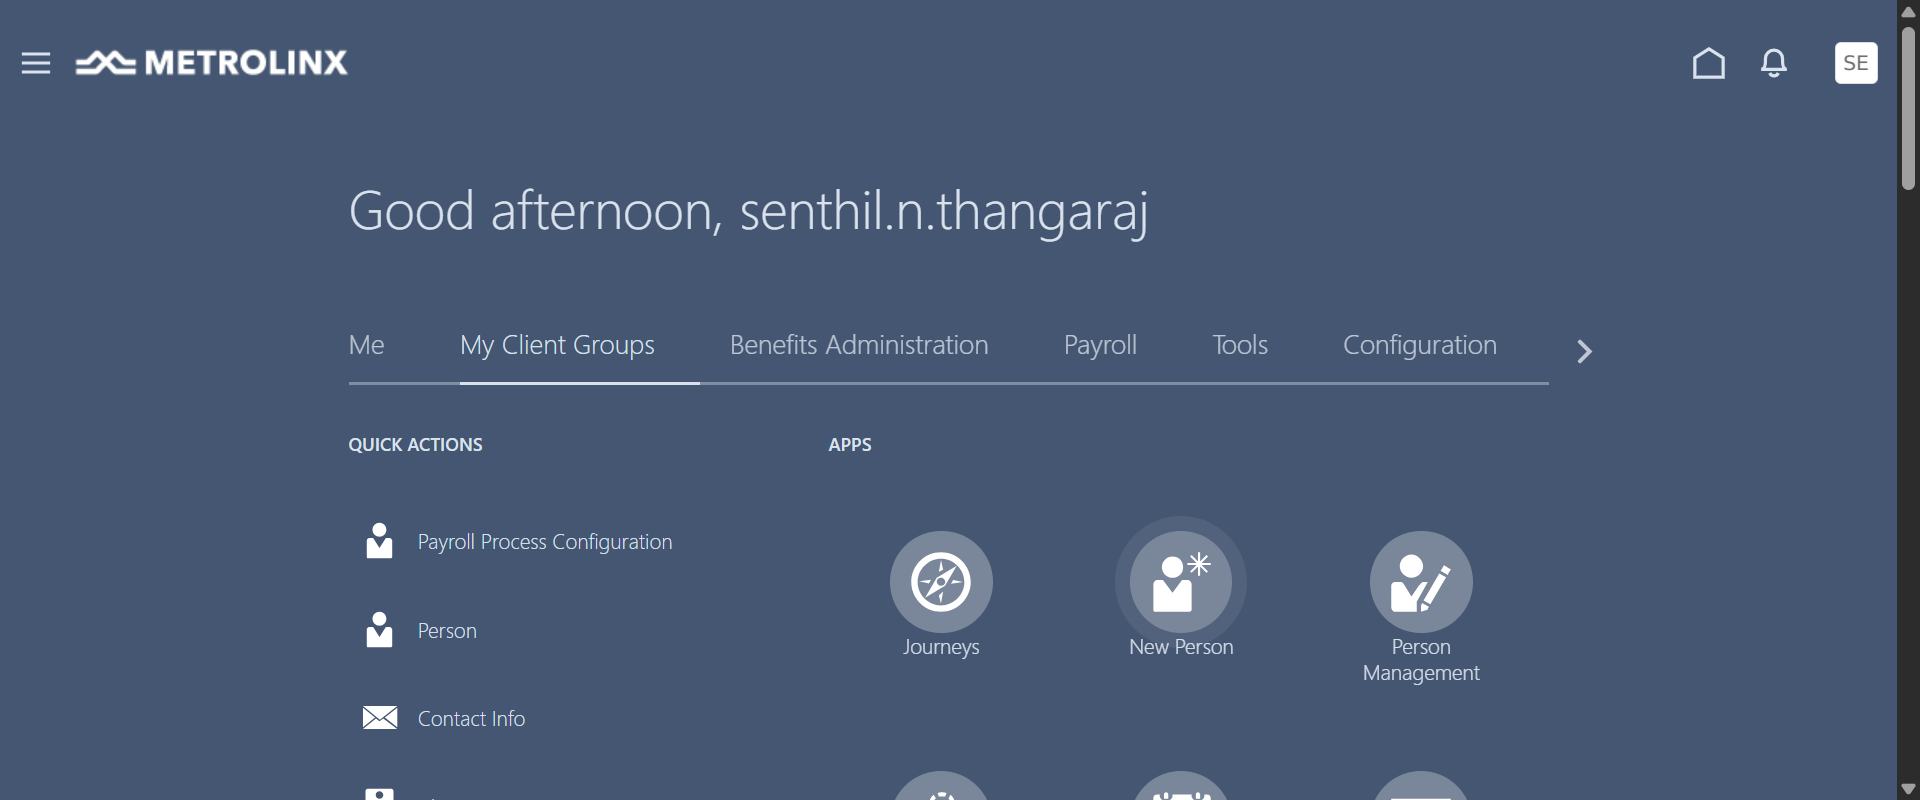 METROLINX
SE
Good afternoon, senthil.n.thangaraj
Me
My Client Groups
Benefits Administration
Payroll
Tools
Configuration
QUICK ACTIONS
Payroll Process Configuration
Person
Contact Info
APPS
Journeys
New Person
Person
Management